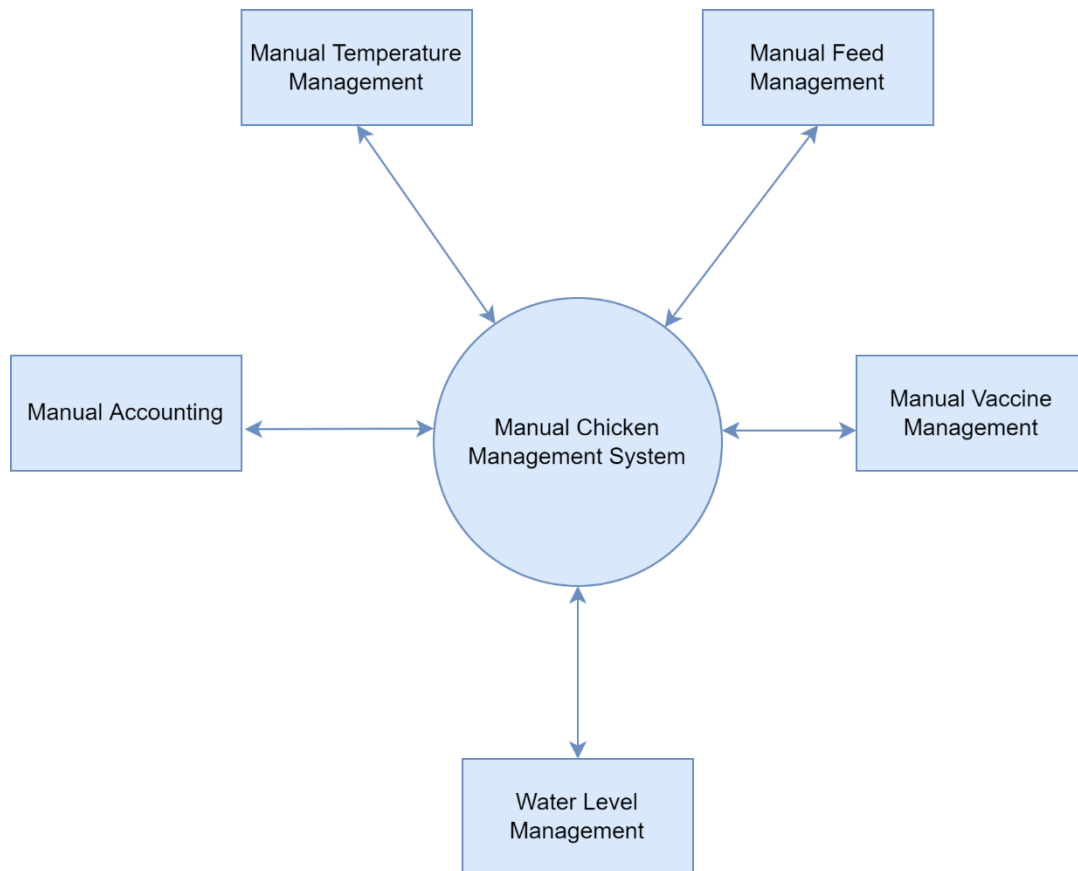 Manual Temperature
Management
Manual Feed
Management
Manual Accounting
Manual Chicken
Management System
Manual Vaccine
Management
Water Level
Management